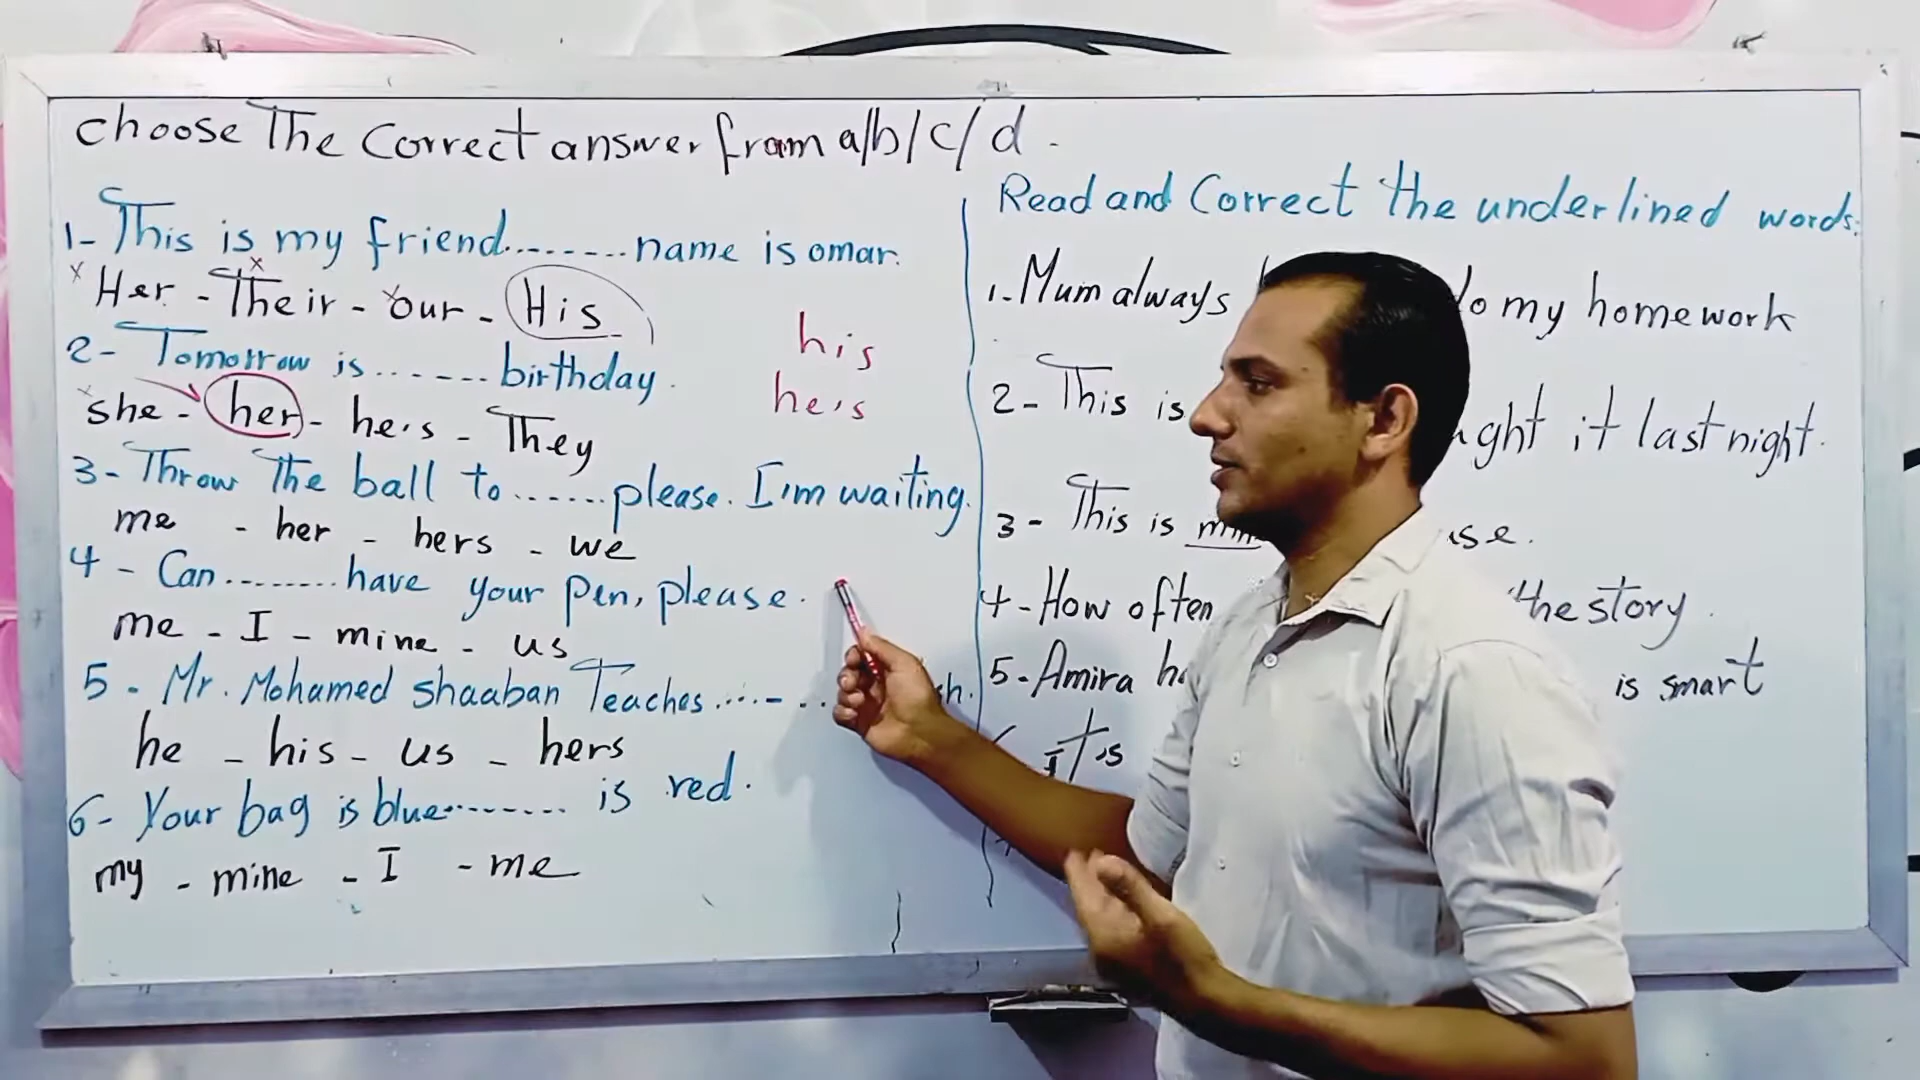 choose The Correct answer from a/b/c/d.
1- This is my friend........name is omar.
Her - Their - our - His
2- Tomorrow is.......birthday.
she - her - he's - They
his
he's
3- Throw The ball to......please. I'm waiting.
me - her - hers - we
4- Can........have your pen, please.
me - I - mine - us
5- Mr. Mohamed Shaaban Teaches......
he - his - us - hers
6- Your bag is blue........ is red.
my - mine - I - me
Read and Correct the underlined words:
1. Mum always my homework
2- This is it last night.
3- This is
4- How often the story.
5- Amira is smart